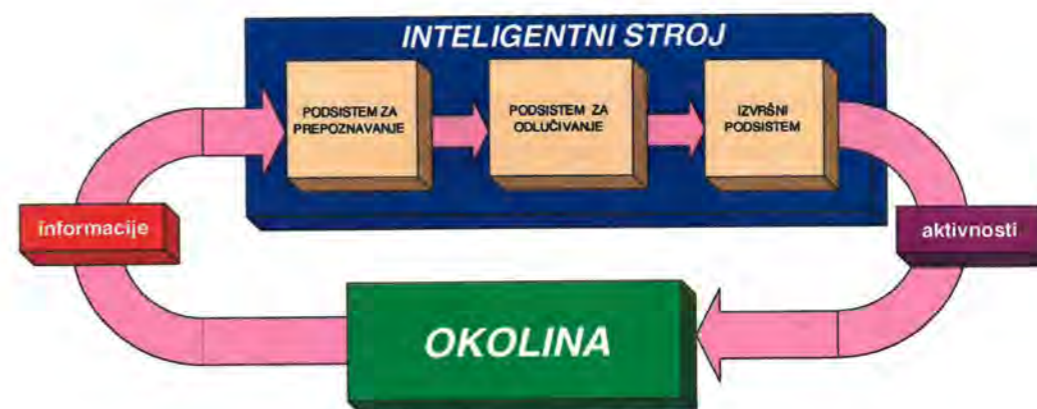 INTELIGENTNI STROJ
PODSISTEM ZA
PREPOZNAVANJE
PODSISTEM ZA
ODLUČIVANJE
IZVRŠNI
PODSISTEM
informacije
aktivnosti
OKOLINA